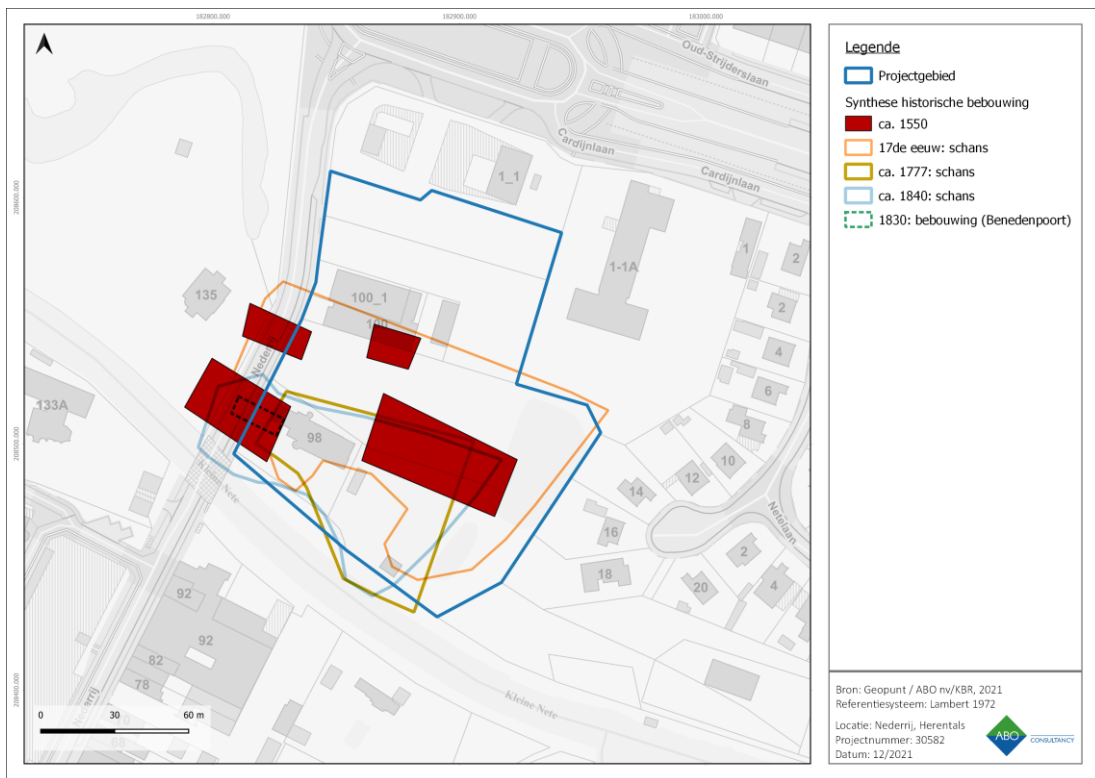 182800.000
182900.000
183000.000
208600.000
208500.000
208400.000
Oud-Strijderslaan
Cardijnlaan
Cardijnlaan
1_1
1-1A
1
2
2
4
6
8
10
12
14
16
18
20
2
4
Netelaan
135
100_1
100
98
133A
Kleine Nete
Kleine Nete
92
92
82
78
68
Nederrij
0 30 60 m
Legende
Projectgebied
Synthese historische bebouwing
ca. 1550
17de eeuw: schans
ca. 1777: schans
ca. 1840: schans
1830: bebouwing (Benedenpoort)
Bron: Geopunt / ABO nv/KBR, 2021
Referentiesysteem: Lambert 1972
Locatie: Nederrij, Herentals
Projectnummer: 30582
Datum: 12/2021
ABO CONSULTANCY